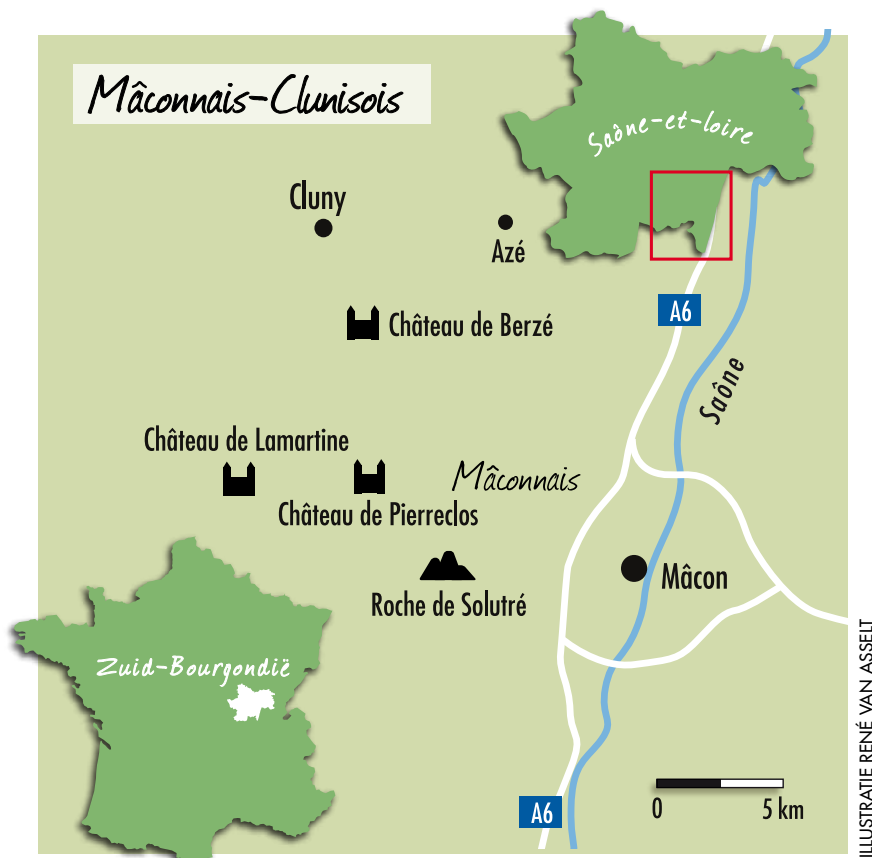 Mâconnais-Clunisois
Saône-et-loire
Cluny
Azé
A6
Château de Berzé
Saône
Château de Lamartine
Mâconnais
Château de Pierreclos
Mâcon
Roche de Solutré
Zuid-Bourgondië
A6
0 5 km
ILLUSTRATIE RENÉ VAN ASSELT